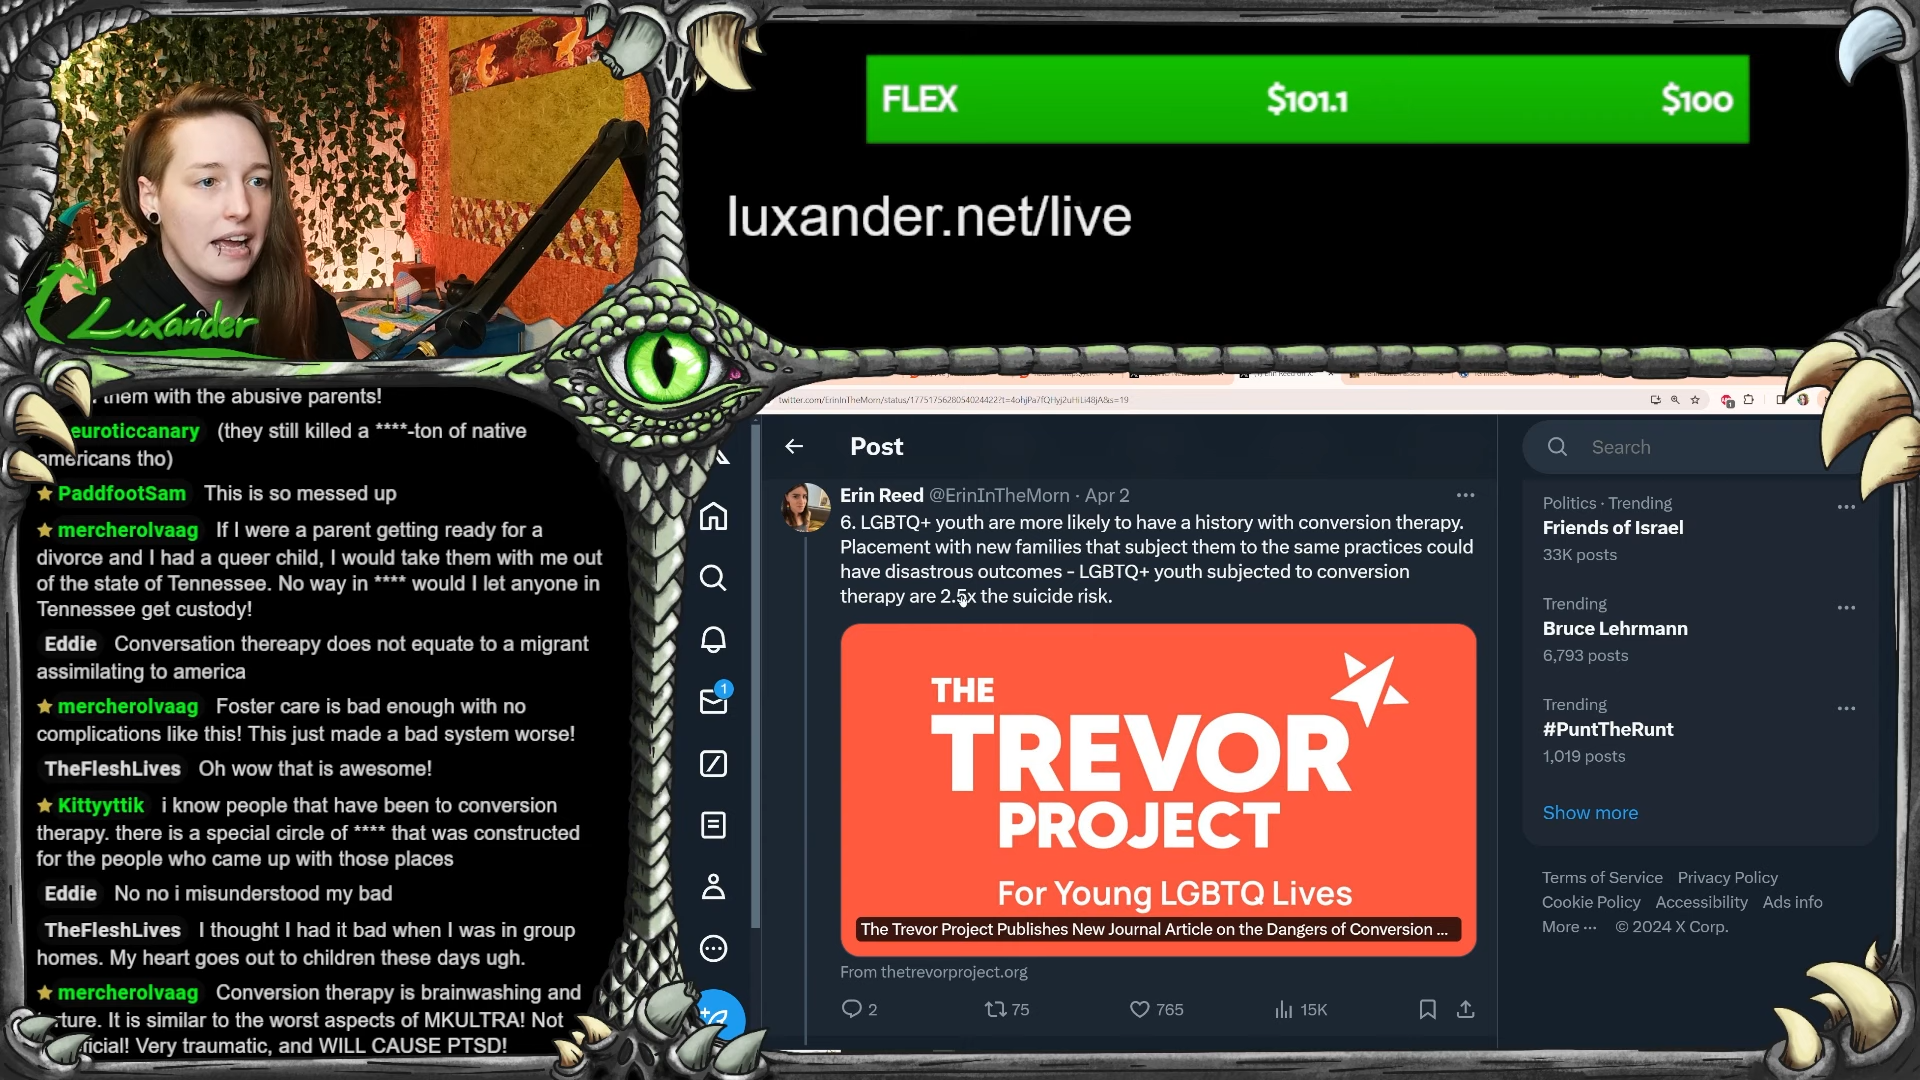 FLEX $101.1 $100
luxander.net/live
Luxander
them with the abusive parents!
euroticcanary (they still killed a ****-ton of native
americans tho)
PaddfootSam This is so messed up
mercherolvaag If I were a parent getting ready for a
divorce and I had a queer child, I would take them with me out
of the state of Tennessee. No way in **** would I let anyone in
Tennessee get custody!
Eddie Conversation thereapy does not equate to a migrant
assimilating to america
mercherolvaag Foster care is bad enough with no
complications like this! This just made a bad system worse!
TheFleshLives Oh wow that is awesome!
Kittyyttik i know people that have been to conversion
therapy. there is a special circle of **** that was constructed
for the people who came up with those places
Eddie No no i misunderstood my bad
TheFleshLives I thought I had it bad when I was in group
homes. My heart goes out to children these days ugh.
mercherolvaag Conversion therapy is brainwashing and
rture. It is similar to the worst aspects of MKULTRA! Not
icial! Very traumatic, and WILL CAUSE PTSD!
Post
Erin Reed @ErinInTheMorn · Apr 2
6. LGBTQ+ youth are more likely to have a history with conversion therapy.
Placement with new families that subject them to the same practices could
have disastrous outcomes - LGBTQ+ youth subjected to conversion
therapy are 2.5x the suicide risk.
THE
TREVOR
PROJECT
For Young LGBTQ Lives
The Trevor Project Publishes New Journal Article on the Dangers of Conversion ...
From thetrevorproject.org
2 75 765 15K
1
Search
Politics · Trending
Friends of Israel
33K posts
Trending
Bruce Lehrmann
6,793 posts
Trending
#PuntTheRunt
1,019 posts
Show more
Terms of Service Privacy Policy
Cookie Policy Accessibility Ads info
More ··· © 2024 X Corp.